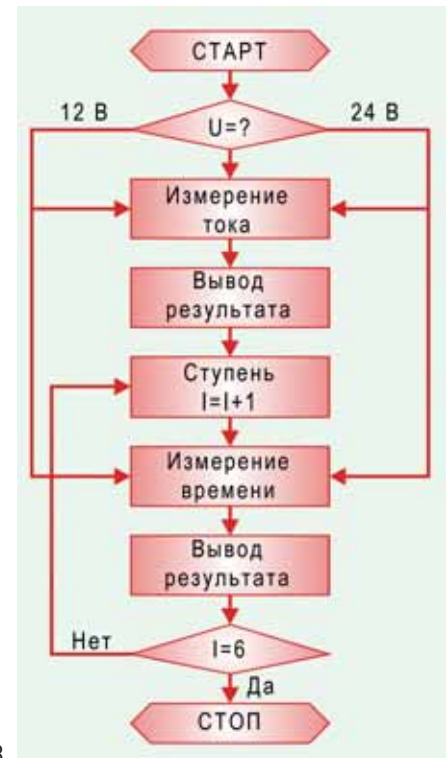 СТАРТ
12 В
24 В
U=?
Измерение
тока
Вывод
результата
Ступень
I=I+1
Измерение
времени
Вывод
результата
Нет
I=6
Да
СТОП